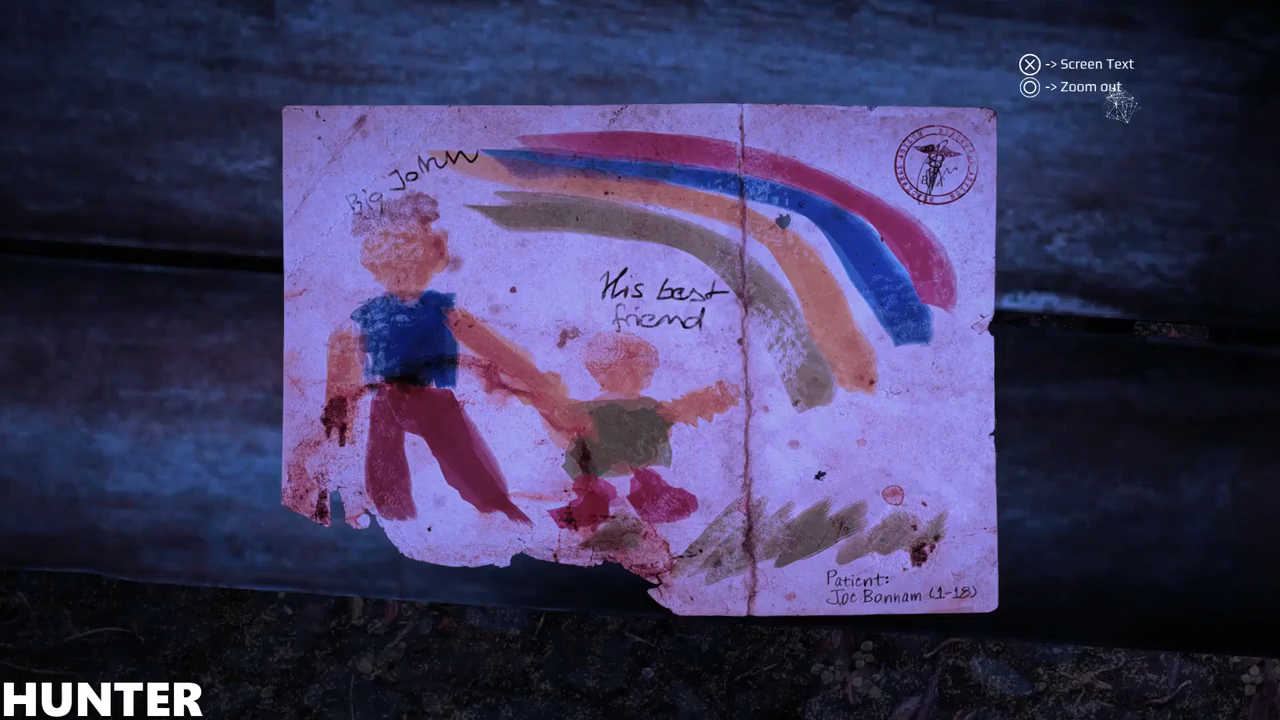 -> Screen Text
-> Zoom out
Big John
His best
friend
Patient:
Joe Bonham (1-18)
HUNTER